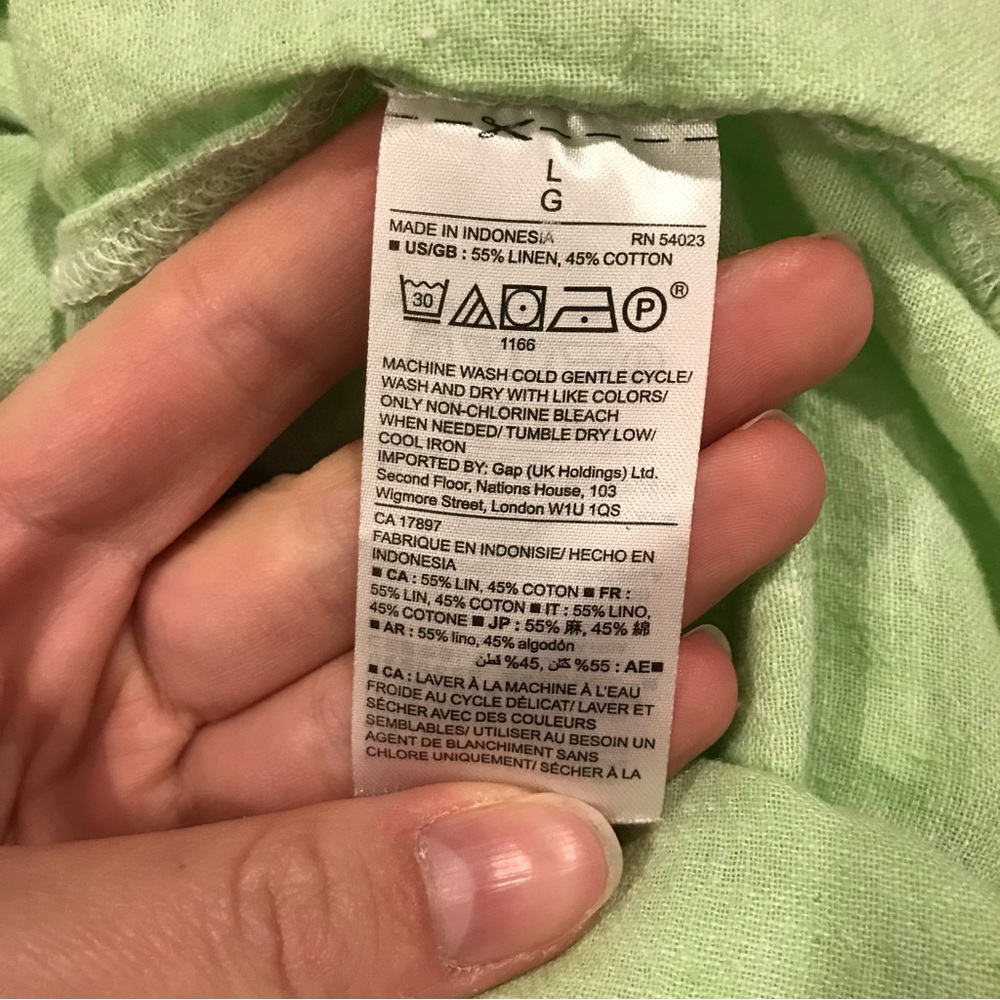 L
G
MADE IN INDONESIA RN 54023
■ US/GB : 55% LINEN, 45% COTTON
30 P ®
1166
MACHINE WASH COLD GENTLE CYCLE/
WASH AND DRY WITH LIKE COLORS/
ONLY NON-CHLORINE BLEACH
WHEN NEEDED/ TUMBLE DRY LOW/
COOL IRON
IMPORTED BY: Gap (UK Holdings) Ltd.
Second Floor, Nations House, 103
Wigmore Street, London W1U 1QS
CA 17897
FABRIQUE EN INDONISIE/ HECHO EN
INDONESIA
■ CA : 55% LIN, 45% COTON ■ FR :
55% LIN, 45% COTON ■ IT : 55% LINO,
45% COTONE ■ JP : 55% 麻, 45% 綿
■ AR : 55% lino, 45% algodón
■AE : 55% كتن, 45% قطن
■ CA : LAVER À LA MACHINE À L'EAU
FROIDE AU CYCLE DÉLICAT/ LAVER ET
SÉCHER AVEC DES COULEURS
SEMBLABLES/ UTILISER AU BESOIN UN
AGENT DE BLANCHIMENT SANS
CHLORE UNIQUEMENT/ SÉCHER À LA